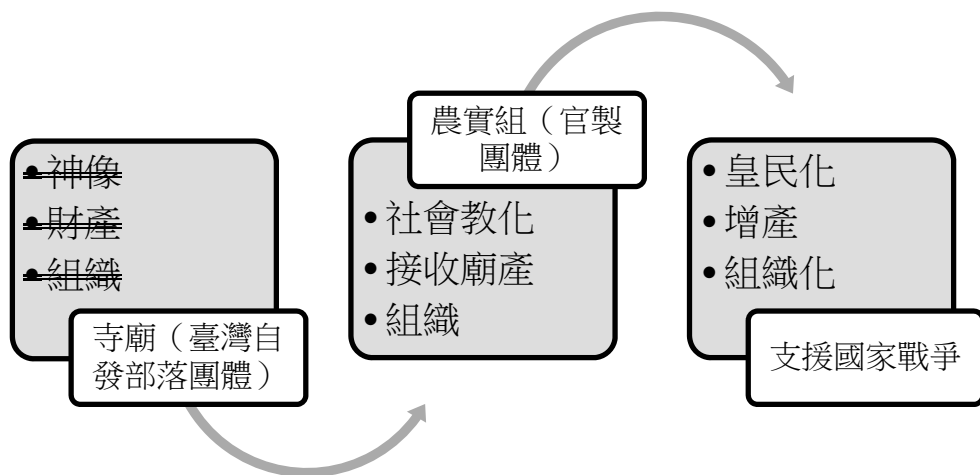 • 神像
• 財產
• 組織
寺廟（臺灣自
發部落團體）
農實組（官製
團體）
• 社會教化
• 接收廟產
• 組織
• 皇民化
• 增產
• 組織化
支援國家戰爭